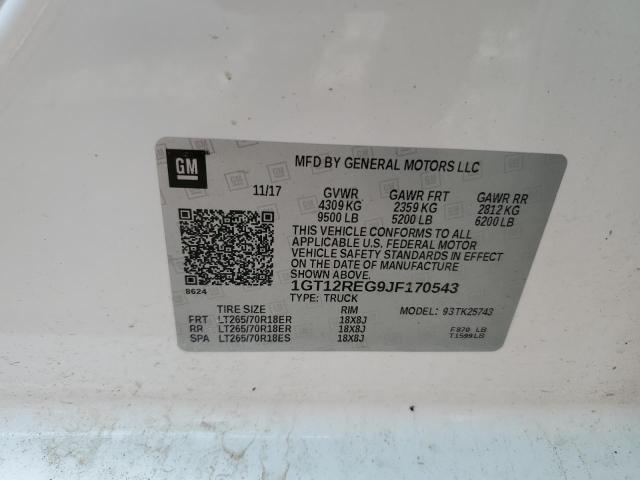 GM
MFD BY GENERAL MOTORS LLC
11/17 GVWR GAWR FRT GAWR RR
4309 KG 2359 KG 2812 KG
9500 LB 5200 LB 6200 LB
THIS VEHICLE CONFORMS TO ALL
APPLICABLE U.S. FEDERAL MOTOR
VEHICLE SAFETY STANDARDS IN
EFFECT ON THE DATE OF MANUFACTURE
SHOWN ABOVE.
8624
1GT12REG9JF170543
TYPE: TRUCK
TIRE SIZE RIM MODEL: 93TK25743
FRT LT265/70R18ER 18X8J F870 LB
RR LT265/70R18ER 18X8J T1599LB
SPA LT265/70R18ES 18X8J